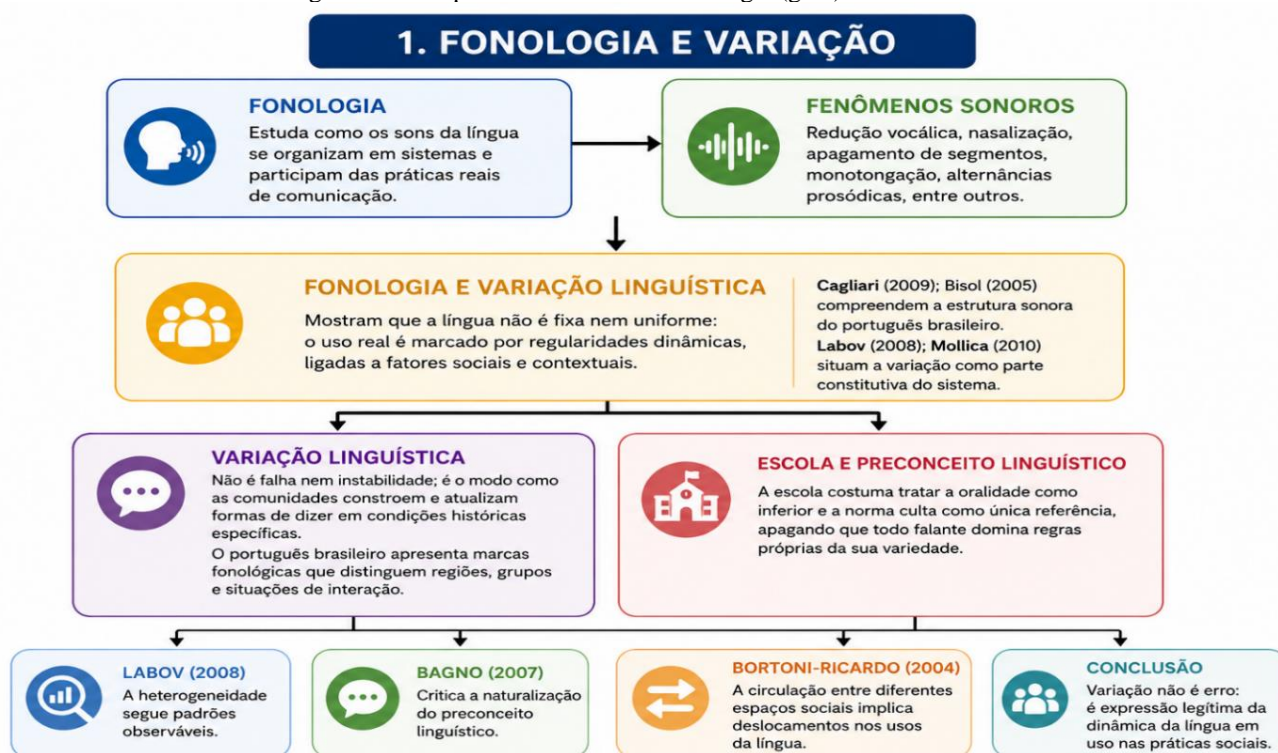 1. FONOLOGIA E VARIAÇÃO
FONOLOGIA
Estuda como os sons da língua
se organizam em sistemas e
participam das práticas reais
de comunicação.
FENÔMENOS SONOROS
Redução vocálica, nasalização,
apagamento de segmentos,
monotongação, alternâncias
prosódicas, entre outros.
FONOLOGIA E VARIAÇÃO LINGUÍSTICA
Mostram que a língua não é fixa nem uniforme:
o uso real é marcado por regularidades dinâmicas,
ligadas a fatores sociais e contextuais.
Cagliari (2009); Bisol (2005)
compreendem a estrutura sonora
do português brasileiro.
Labov (2008); Mollica (2010)
situam a variação como parte
constitutiva do sistema.
VARIAÇÃO LINGUÍSTICA
Não é falha nem instabilidade; é o modo como
as comunidades constroem e atualizam
formas de dizer em condições históricas
específicas.
O português brasileiro apresenta marcas
fonológicas que distinguem regiões, grupos
e situações de interação.
ESCOLA E PRECONCEITO LINGUÍSTICO
A escola costuma tratar a oralidade como
inferior e a norma culta como única referência,
apagando que todo falante domina regras
próprias da sua variedade.
LABOV (2008)
A heterogeneidade
segue padrões
observáveis.
BAGNO (2007)
Critica a naturalização
do preconceito
linguístico.
BORTONI-RICARDO (2004)
A circulação entre diferentes
espaços sociais implica
deslocamentos nos usos
da língua.
CONCLUSÃO
Variação não é erro:
é expressão legítima da
dinâmica da língua em
uso nas práticas sociais.